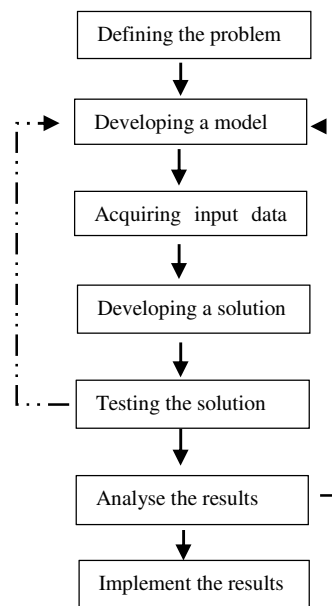 Defining the problem
Developing a model
Acquiring input data
Developing a solution
Testing the solution
Analyse the results
Implement the results